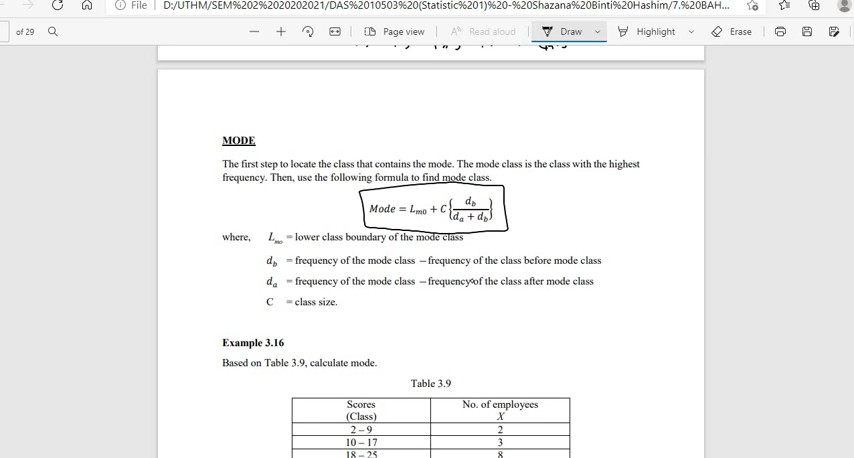 File | D:/UTHM/SEM%202%2020202021/DAS%2010503%20(Statistic%201)%20-%20Shazana%20Binti%20Hashim/7.%20BAH...
of 29 Page view Read aloud Draw Highlight Erase
MODE
The first step to locate the class that contains the mode. The mode class is the class with the highest
frequency. Then, use the following formula to find mode class.
Mode = L_{m0} + C { d_b / (d_a + d_b) }
where, L_{mo} = lower class boundary of the mode class
d_b = frequency of the mode class – frequency of the class before mode class
d_a = frequency of the mode class – frequency of the class after mode class
C = class size.
Example 3.16
Based on Table 3.9, calculate mode.
Table 3.9
Scores No. of employees
(Class) X
2 – 9 2
10 – 17 3
18 – 25 8